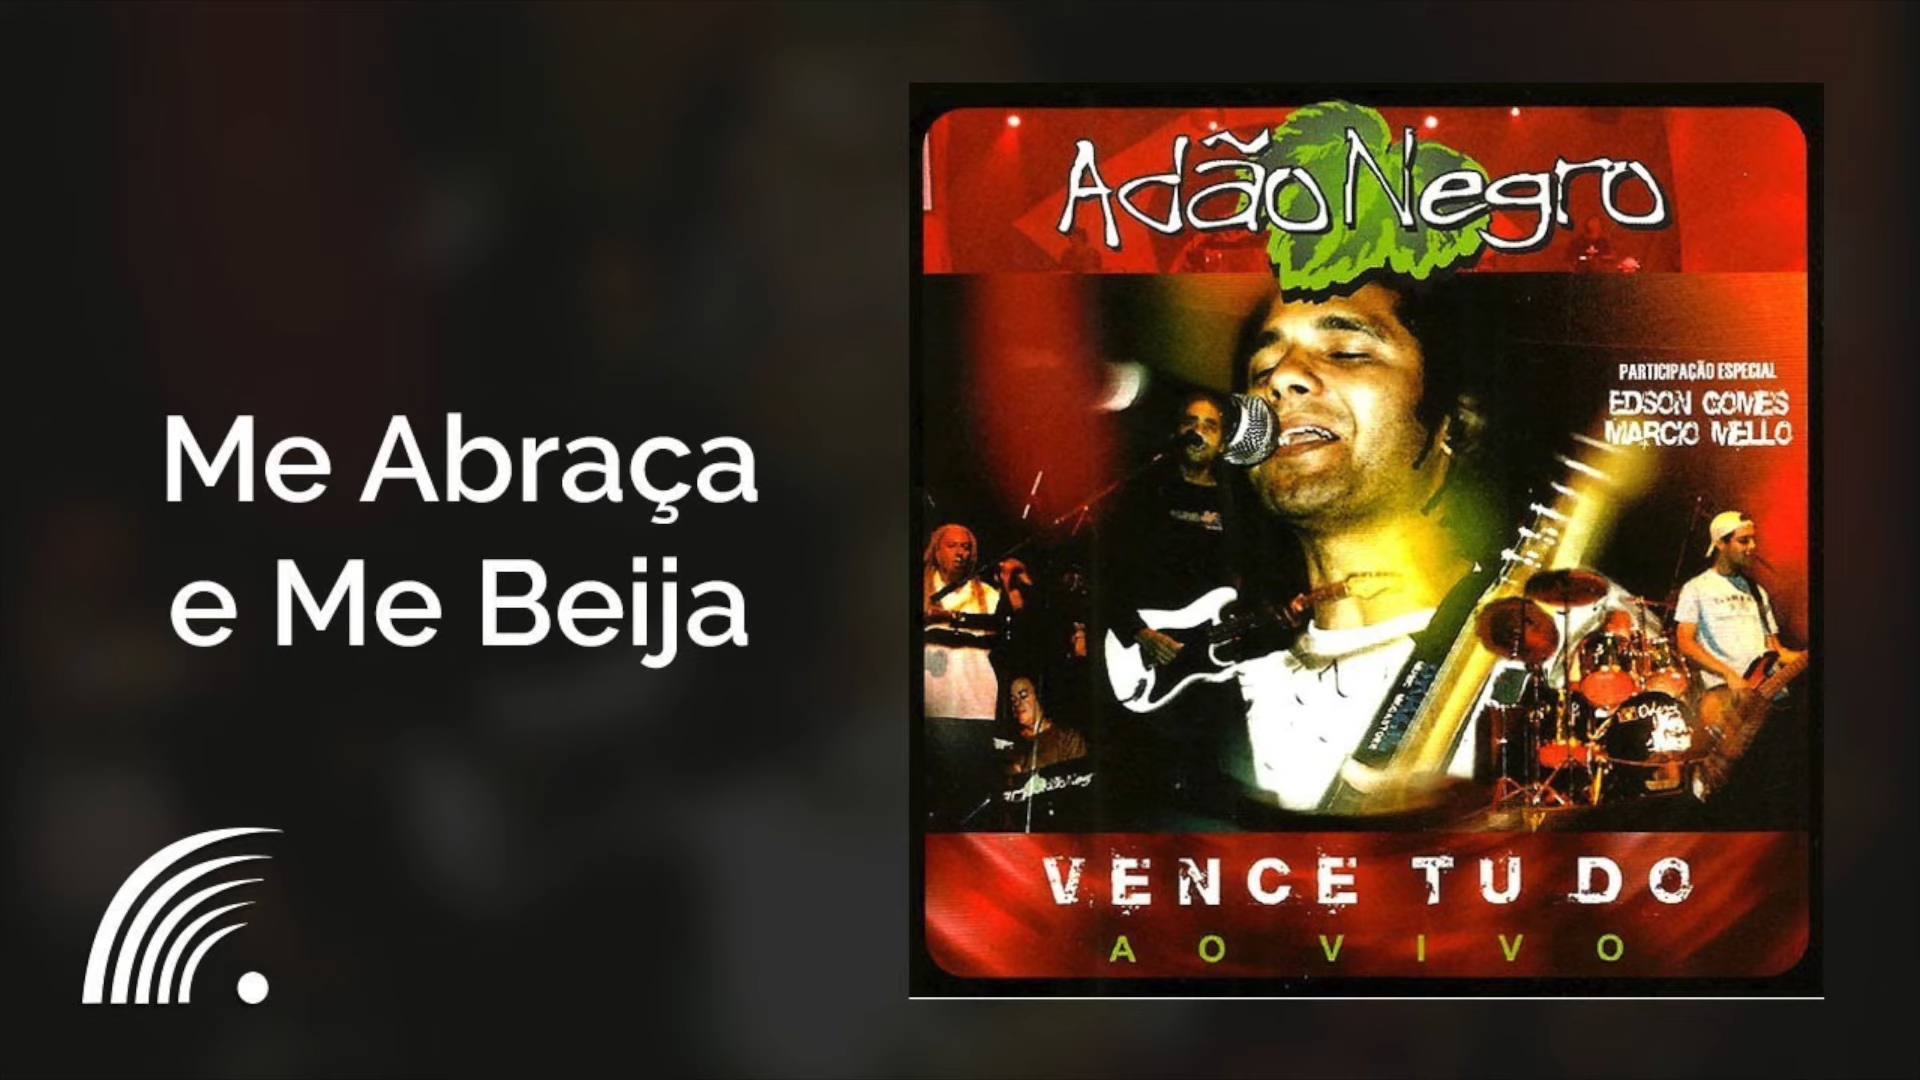 Me Abraça
e Me Beija
Adão Negro
PARTICIPAÇÃO ESPECIAL
EDSON GOMES
MARCIO MELLO
VENCE TUDO
AO VIVO